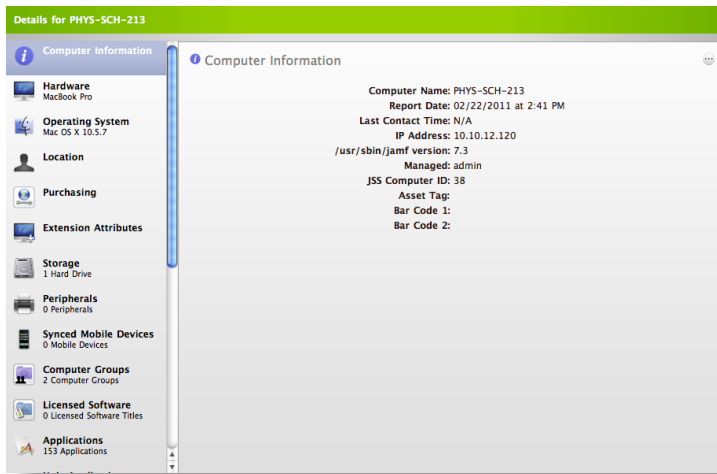 Details for PHYS-SCH-213
Computer Information
Hardware
MacBook Pro
Operating System
Mac OS X 10.5.7
Location
Purchasing
Extension Attributes
Storage
1 Hard Drive
Peripherals
0 Peripherals
Synced Mobile Devices
0 Mobile Devices
Computer Groups
2 Computer Groups
Licensed Software
0 Licensed Software Titles
Applications
153 Applications
Computer Information
Computer Name: PHYS-SCH-213
Report Date: 02/22/2011 at 2:41 PM
Last Contact Time: N/A
IP Address: 10.10.12.120
/usr/sbin/jamf version: 7.3
Managed: admin
JSS Computer ID: 38
Asset Tag:
Bar Code 1:
Bar Code 2: